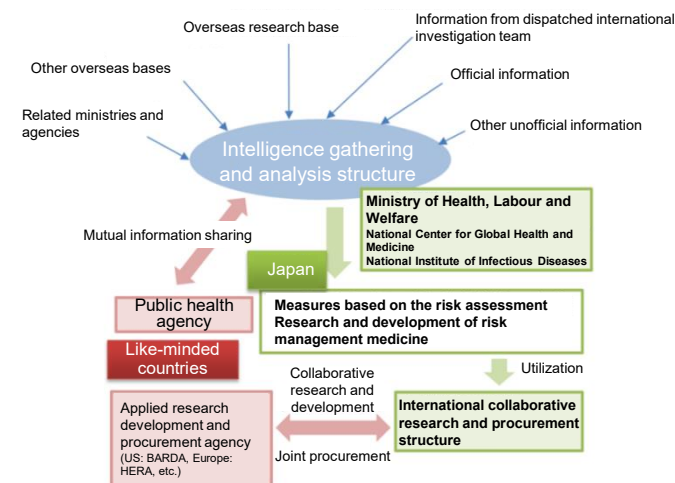 Overseas research base
Information from dispatched international
investigation team
Other overseas bases
Official information
Related ministries and
agencies
Other unofficial information
Intelligence gathering
and analysis structure
Ministry of Health, Labour and
Welfare
National Center for Global Health and
Medicine
National Institute of Infectious Diseases
Mutual information sharing
Japan
Public health
agency
Measures based on the risk assessment
Research and development of risk
management medicine
Like-minded
countries
Utilization
Collaborative
research and
development
Applied research
development and
procurement agency
(US: BARDA, Europe:
HERA, etc.)
International collaborative
research and procurement
structure
Joint procurement